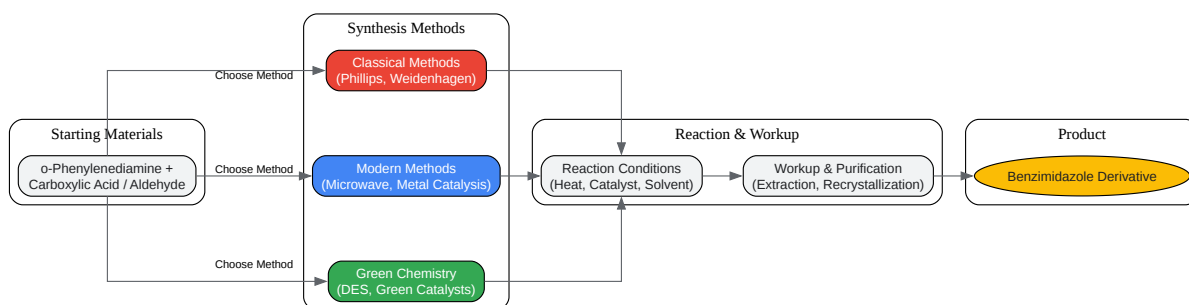 Synthesis Methods
Classical Methods
(Phillips, Weidenhagen)
Choose Method
Starting Materials
o-Phenylenediamine +
Carboxylic Acid / Aldehyde
Choose Method
Modern Methods
(Microwave, Metal Catalysis)
Choose Method
Green Chemistry
(DES, Green Catalysts)
Reaction & Workup
Reaction Conditions
(Heat, Catalyst, Solvent)
Workup & Purification
(Extraction, Recrystallization)
Product
Benzimidazole Derivative